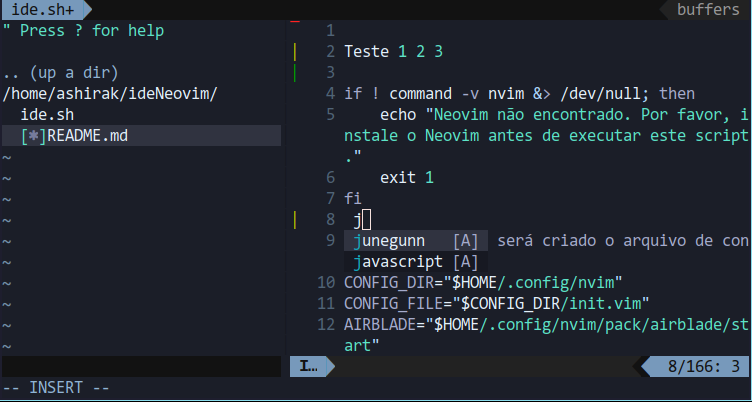 ide.sh+
buffers
" Press ? for help
.. (up a dir)
/home/ashirak/ideNeovim/
ide.sh
[*]README.md
~
~
~
~
~
~
~
~
~
~
1
2 Teste 1 2 3
3
4 if ! command -v nvim &> /dev/null; then
5 echo "Neovim não encontrado. Por favor, i
nstale o Neovim antes de executar este script
."
6 exit 1
7 fi
8 j
9 junegunn [A] será criado o arquivo de con
javascript [A]
10 CONFIG_DIR="$HOME/.config/nvim"
11 CONFIG_FILE="$CONFIG_DIR/init.vim"
12 AIRBLADE="$HOME/.config/nvim/pack/airblade/st
art"
I…
8/166: 3
-- INSERT --